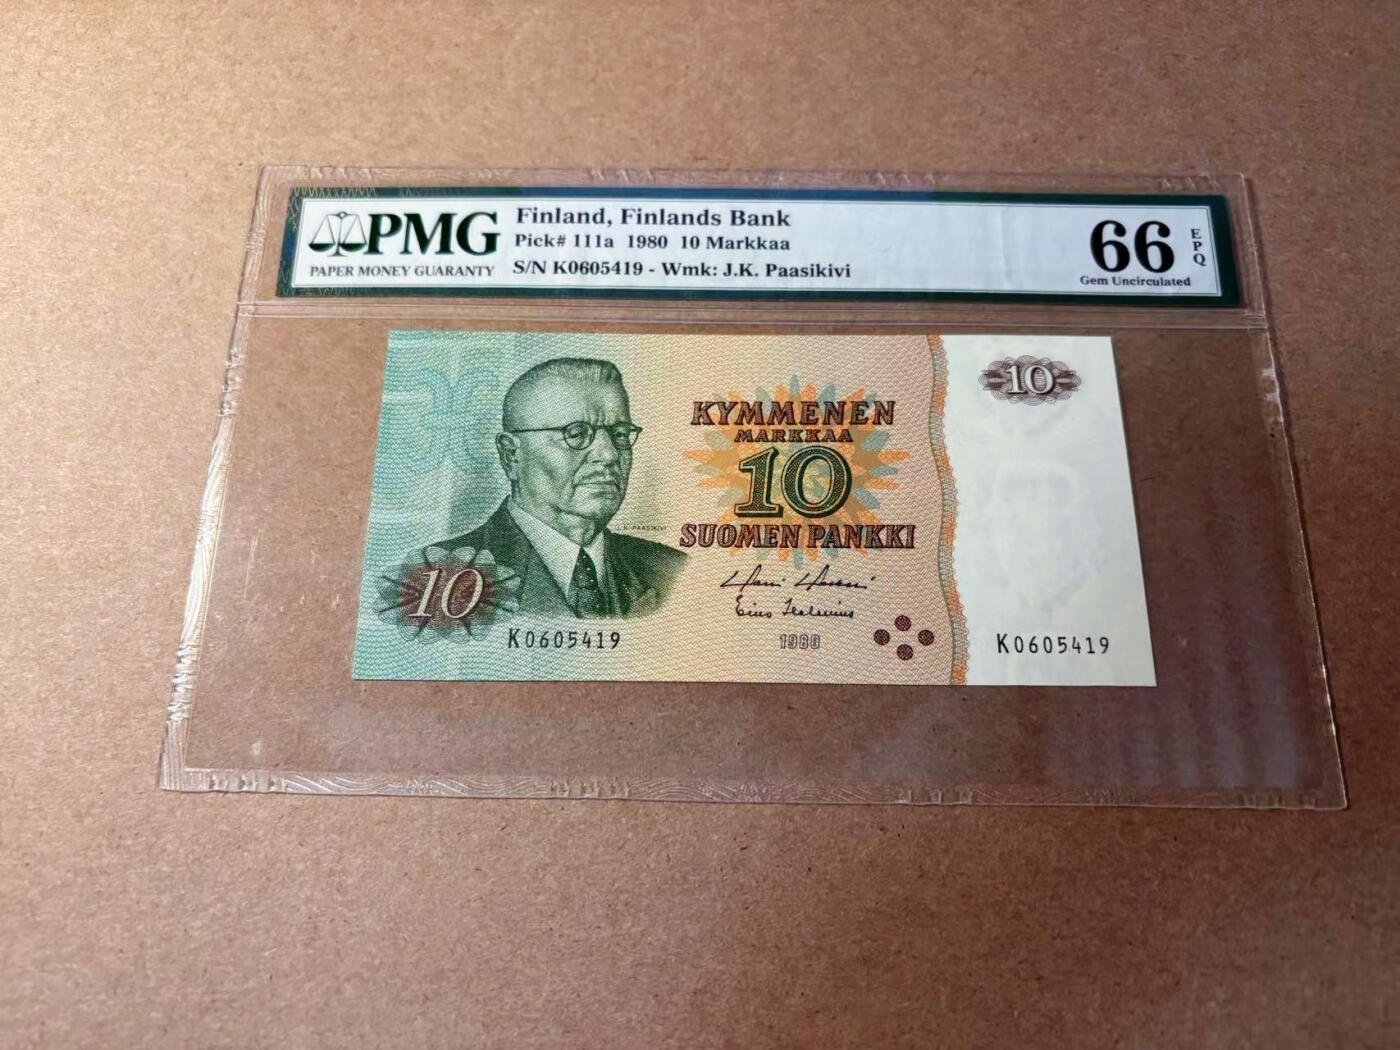 PMG
PAPER MONEY GUARANTY
Finland, Finlands Bank
Pick# 111a 1980 10 Markkaa
S/N K0605419 - Wmk: J.K. Paasikivi
66
EPQ
Gem Uncirculated
10
KYMMENEN
MARKKAA
10
SUOMEN PANKKI
J. K. PAASIKIVI
10
1980
K0605419
K0605419